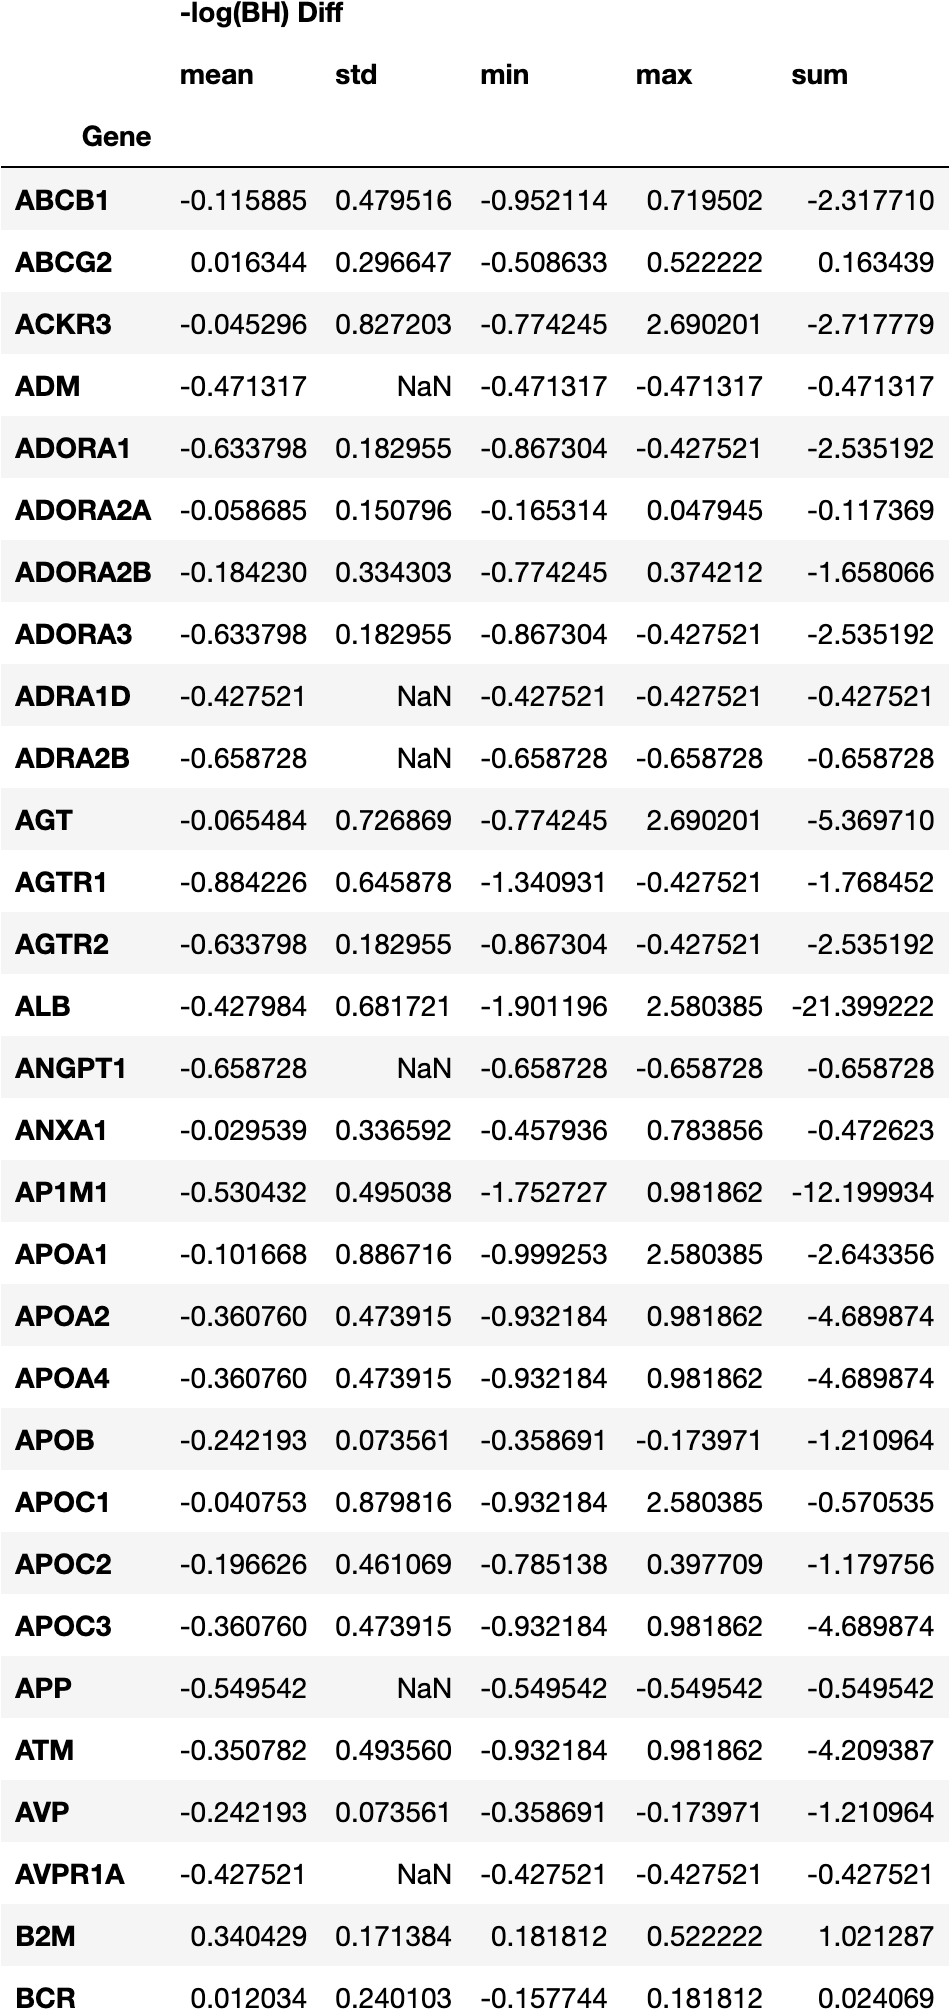 -log(BH) Diff
mean std min max sum
Gene
ABCB1 -0.115885 0.479516 -0.952114 0.719502 -2.317710
ABCG2 0.016344 0.296647 -0.508633 0.522222 0.163439
ACKR3 -0.045296 0.827203 -0.774245 2.690201 -2.717779
ADM -0.471317 NaN -0.471317 -0.471317 -0.471317
ADORA1 -0.633798 0.182955 -0.867304 -0.427521 -2.535192
ADORA2A -0.058685 0.150796 -0.165314 0.047945 -0.117369
ADORA2B -0.184230 0.334303 -0.774245 0.374212 -1.658066
ADORA3 -0.633798 0.182955 -0.867304 -0.427521 -2.535192
ADRA1D -0.427521 NaN -0.427521 -0.427521 -0.427521
ADRA2B -0.658728 NaN -0.658728 -0.658728 -0.658728
AGT -0.065484 0.726869 -0.774245 2.690201 -5.369710
AGTR1 -0.884226 0.645878 -1.340931 -0.427521 -1.768452
AGTR2 -0.633798 0.182955 -0.867304 -0.427521 -2.535192
ALB -0.427984 0.681721 -1.901196 2.580385 -21.399222
ANGPT1 -0.658728 NaN -0.658728 -0.658728 -0.658728
ANXA1 -0.029539 0.336592 -0.457936 0.783856 -0.472623
AP1M1 -0.530432 0.495038 -1.752727 0.981862 -12.199934
APOA1 -0.101668 0.886716 -0.999253 2.580385 -2.643356
APOA2 -0.360760 0.473915 -0.932184 0.981862 -4.689874
APOA4 -0.360760 0.473915 -0.932184 0.981862 -4.689874
APOB -0.242193 0.073561 -0.358691 -0.173971 -1.210964
APOC1 -0.040753 0.879816 -0.932184 2.580385 -0.570535
APOC2 -0.196626 0.461069 -0.785138 0.397709 -1.179756
APOC3 -0.360760 0.473915 -0.932184 0.981862 -4.689874
APP -0.549542 NaN -0.549542 -0.549542 -0.549542
ATM -0.350782 0.493560 -0.932184 0.981862 -4.209387
AVP -0.242193 0.073561 -0.358691 -0.173971 -1.210964
AVPR1A -0.427521 NaN -0.427521 -0.427521 -0.427521
B2M 0.340429 0.171384 0.181812 0.522222 1.021287
BCR 0.012034 0.240103 -0.157744 0.181812 0.024069